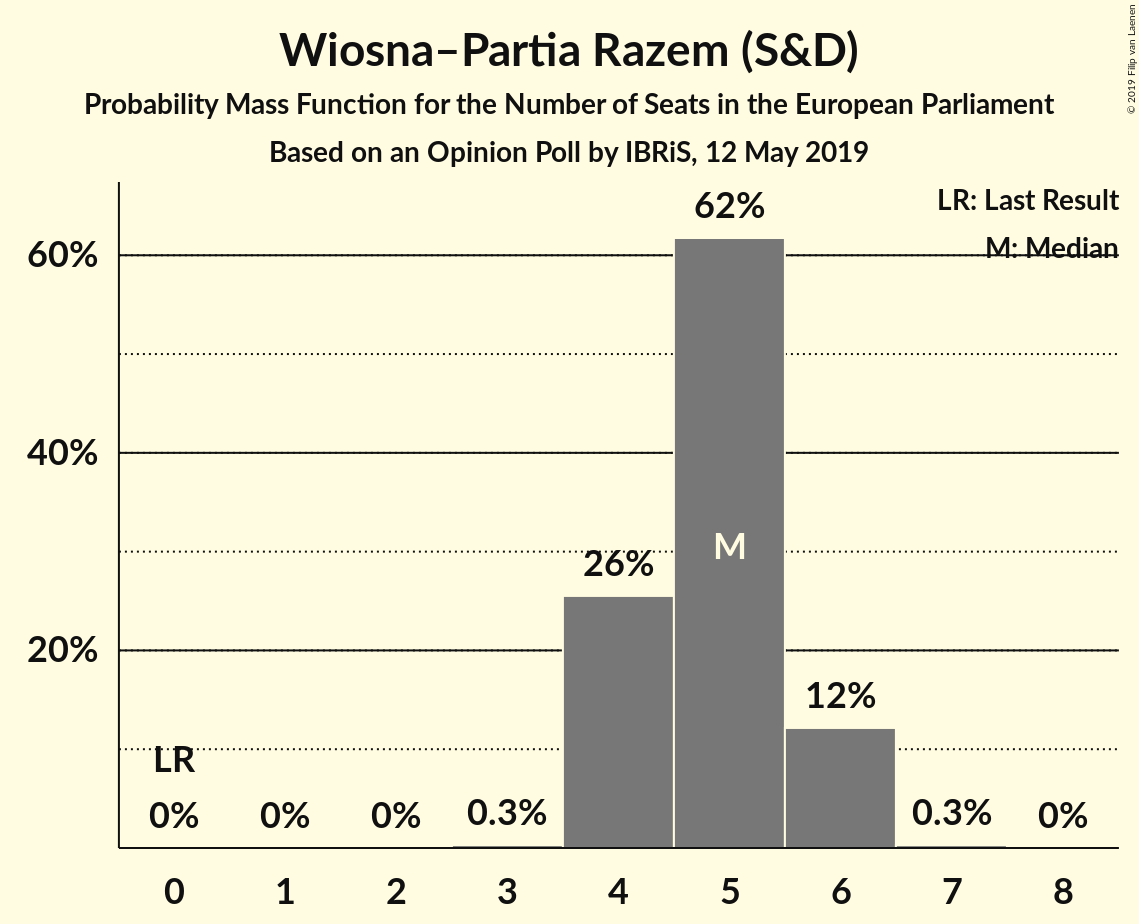 Wiosna–Partia Razem (S&D)
Probability Mass Function for the Number of Seats in the European Parliament
Based on an Opinion Poll by IBRiS, 12 May 2019
© 2019 Filip van Laenen
LR: Last Result
M: Median
60%
40%
20%
62%
M
26%
12%
LR
0%
0%
0%
0.3%
0.3%
0%
0 1 2 3 4 5 6 7 8